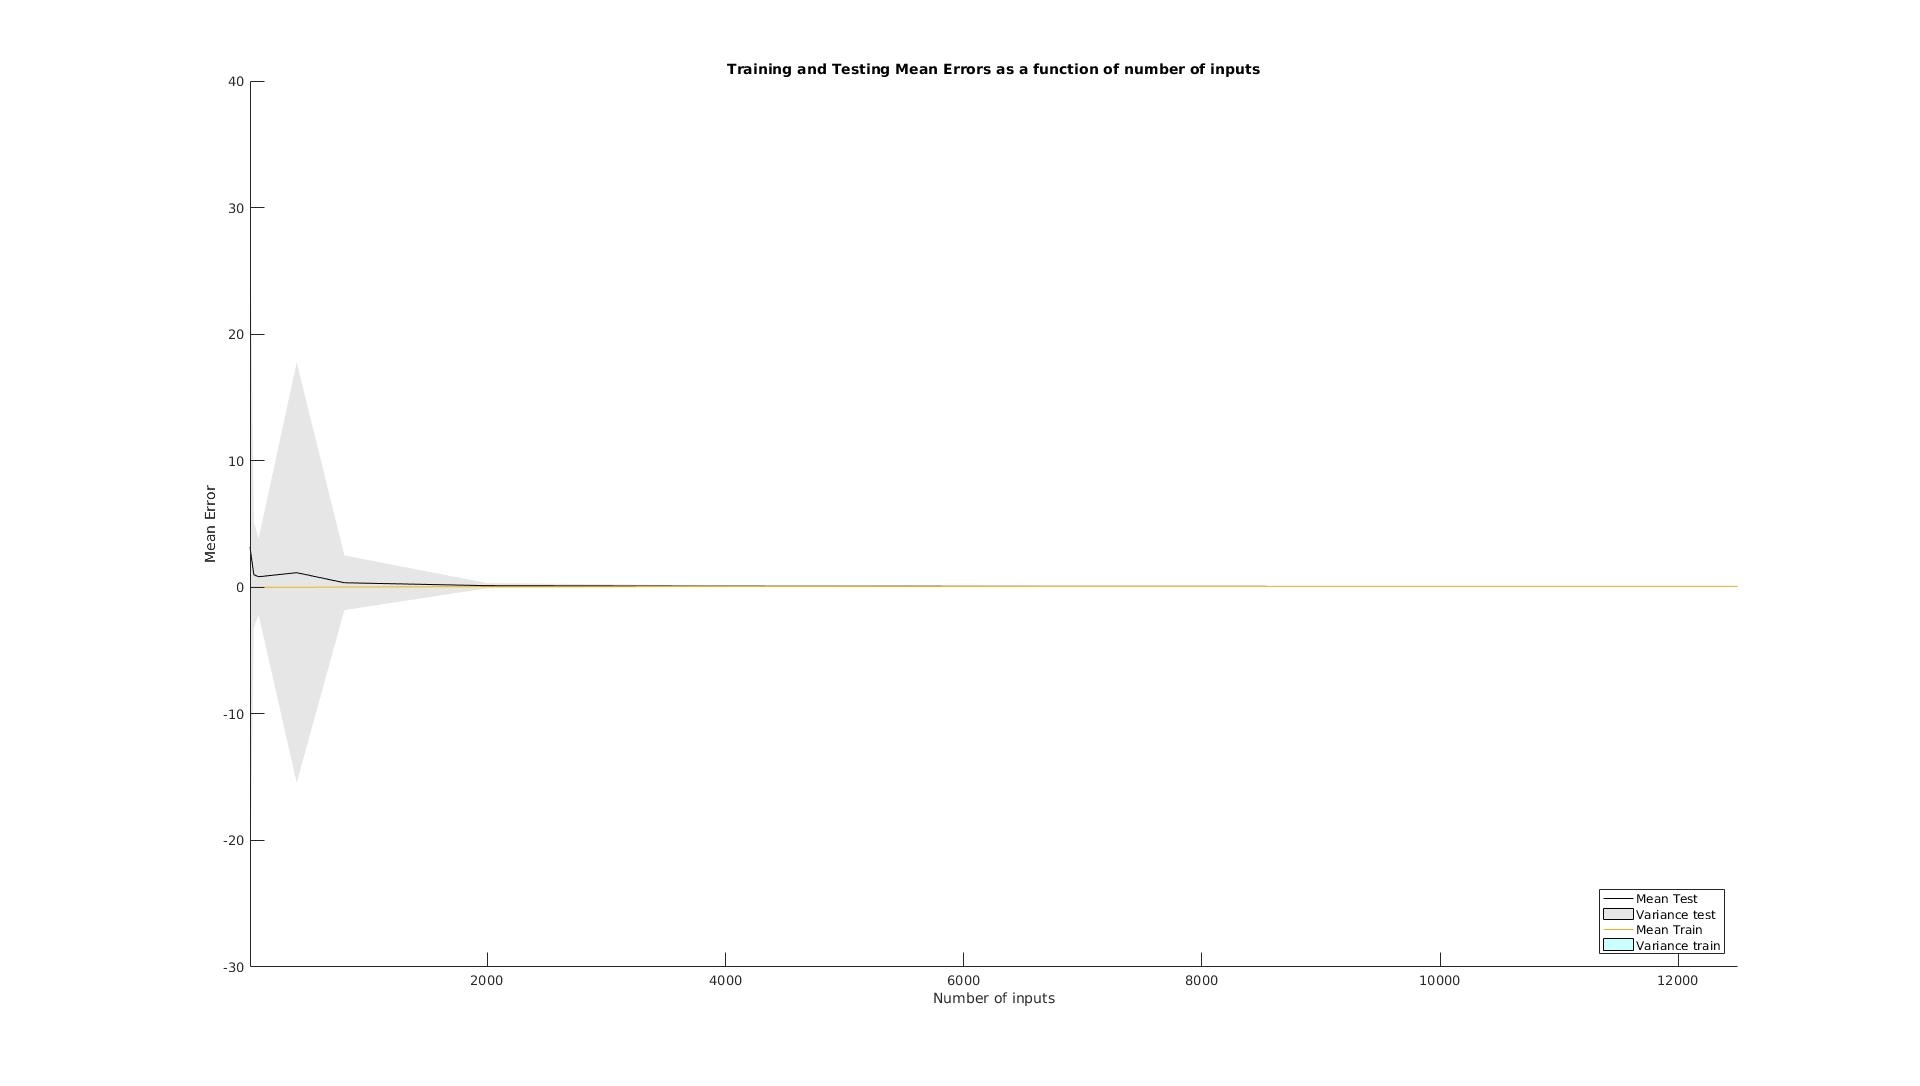 Training and Testing Mean Errors as a function of number of inputs
40
30
20
10
0
-10
-20
-30
Mean Error
2000
4000
6000
8000
10000
12000
Number of inputs
Mean Test
Variance test
Mean Train
Variance train